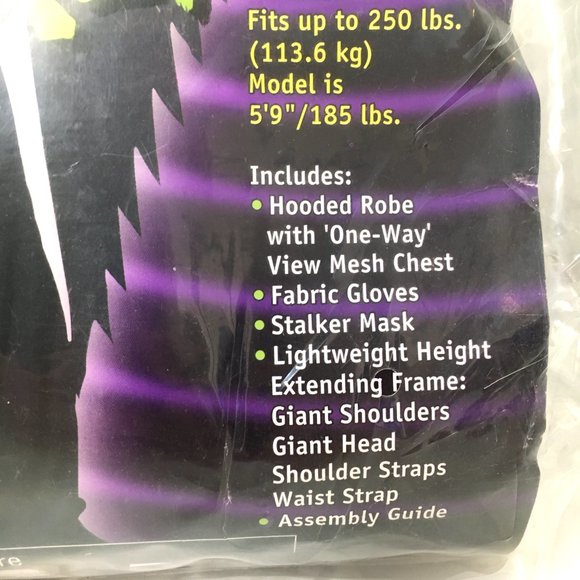 Fits up to 250 lbs.
(113.6 kg)
Model is
5'9"/185 lbs.
Includes:
• Hooded Robe
with 'One-Way'
View Mesh Chest
• Fabric Gloves
• Stalker Mask
• Lightweight Height
Extending Frame:
Giant Shoulders
Giant Head
Shoulder Straps
Waist Strap
• Assembly Guide